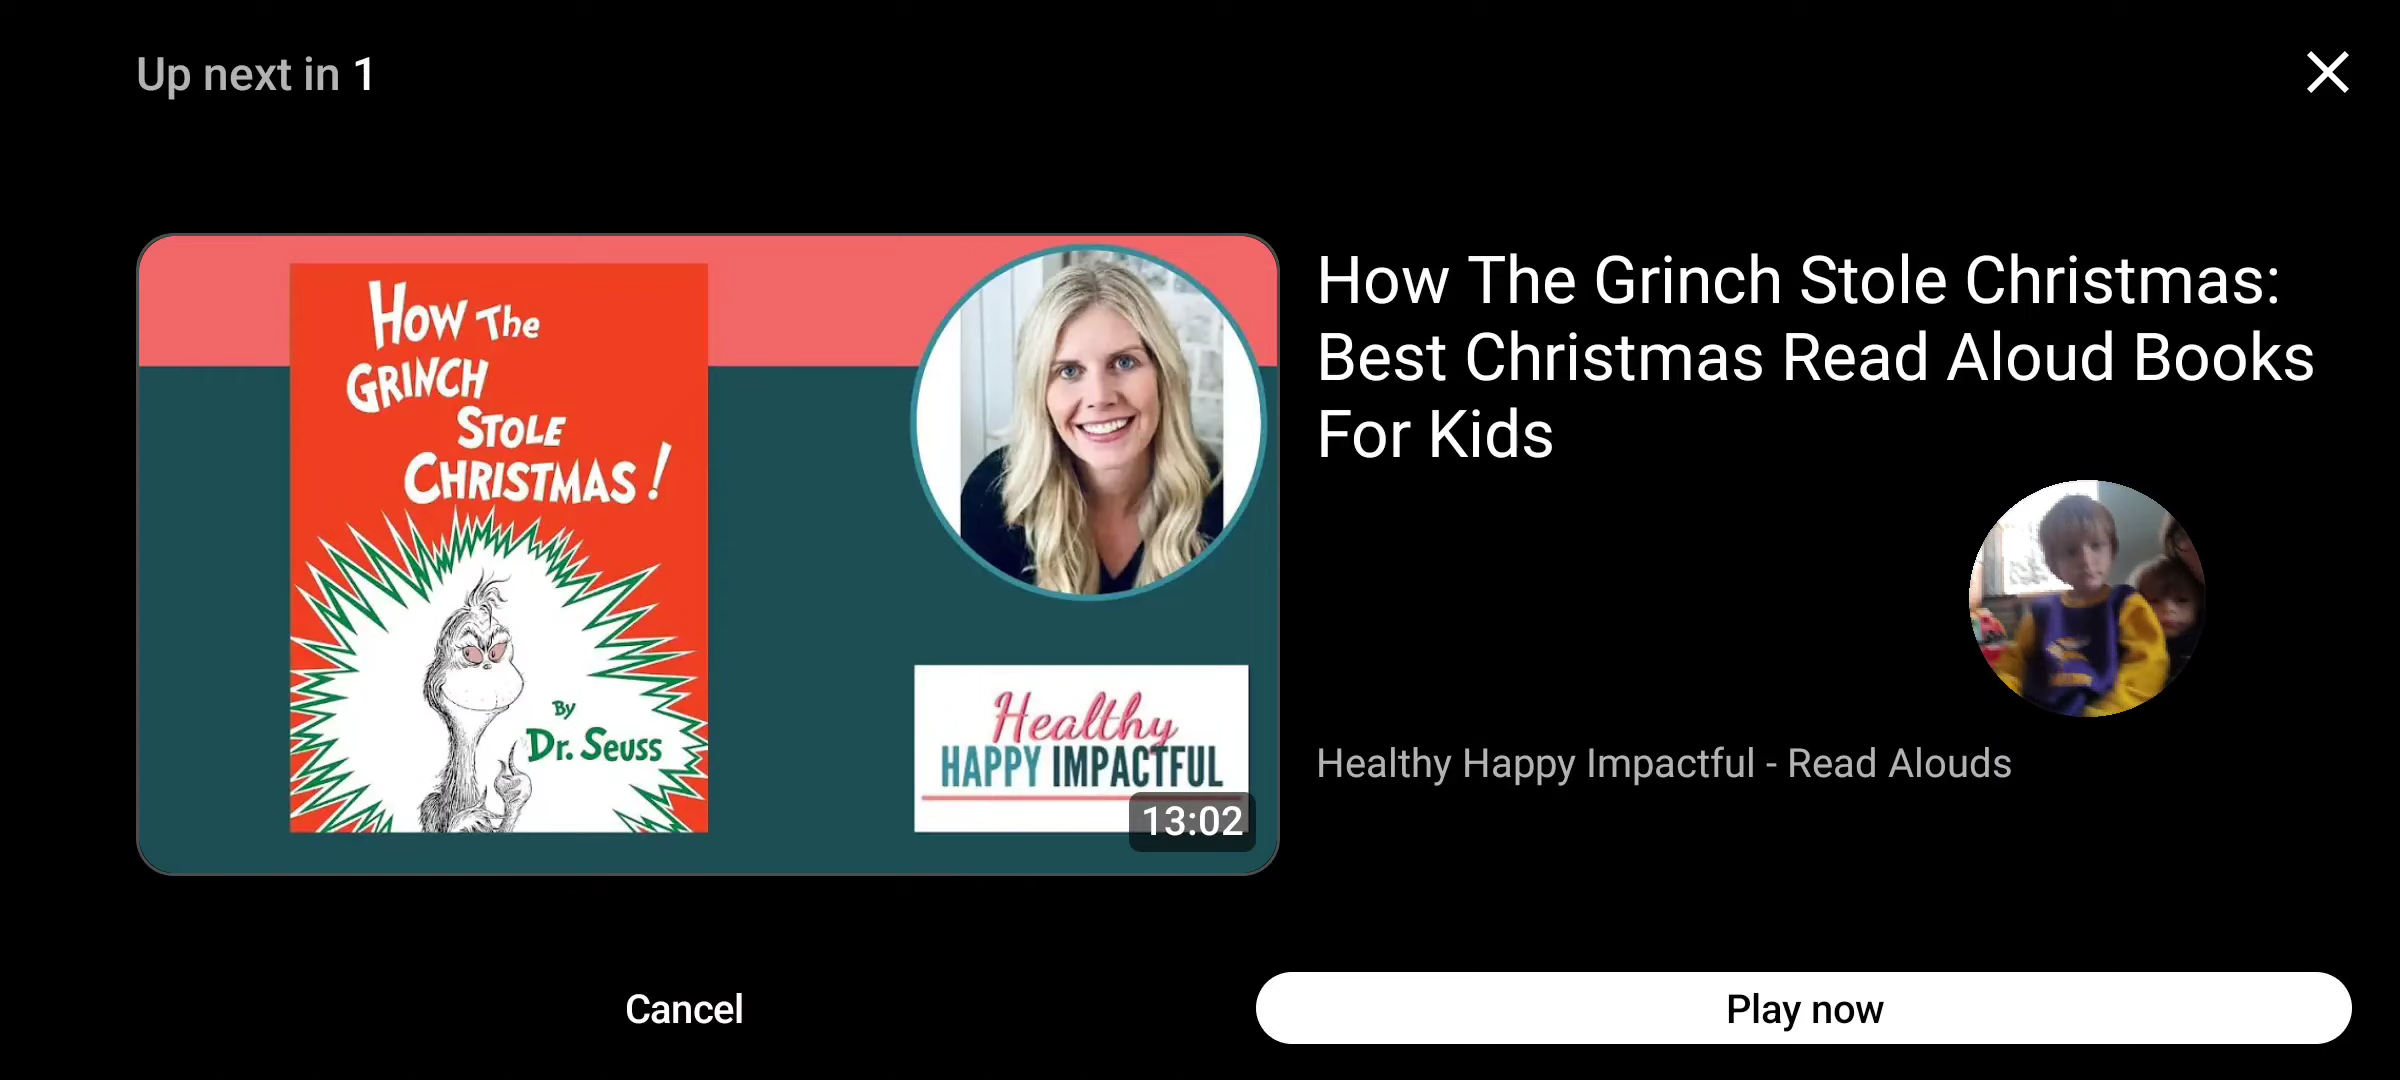 Up next in 1
How The
GRINCH
STOLE
CHRISTMAS!
By
Dr. Seuss
Healthy
HAPPY IMPACTFUL
13:02
How The Grinch Stole Christmas:
Best Christmas Read Aloud Books
For Kids
Healthy Happy Impactful - Read Alouds
Cancel
Play now